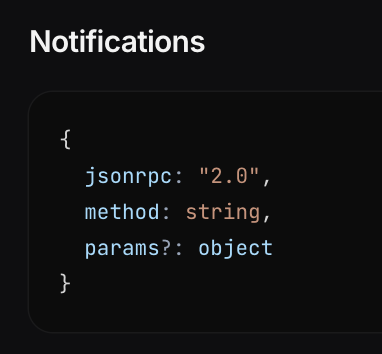 Notifications
{
  jsonrpc: "2.0",
  method: string,
  params?: object
}